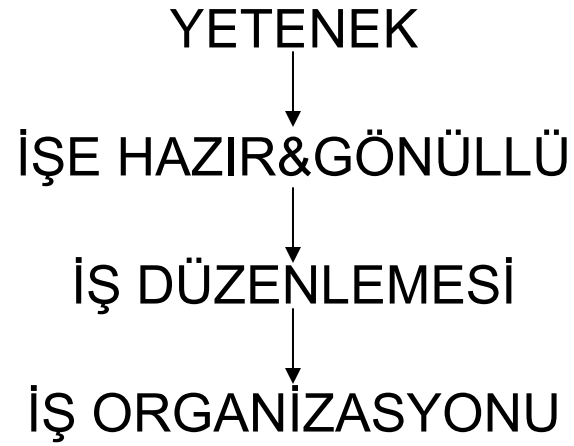 YETENEK
İŞE HAZIR&GÖNÜLLÜ
İŞ DÜZENLEMESİ
İŞ ORGANİZASYONU